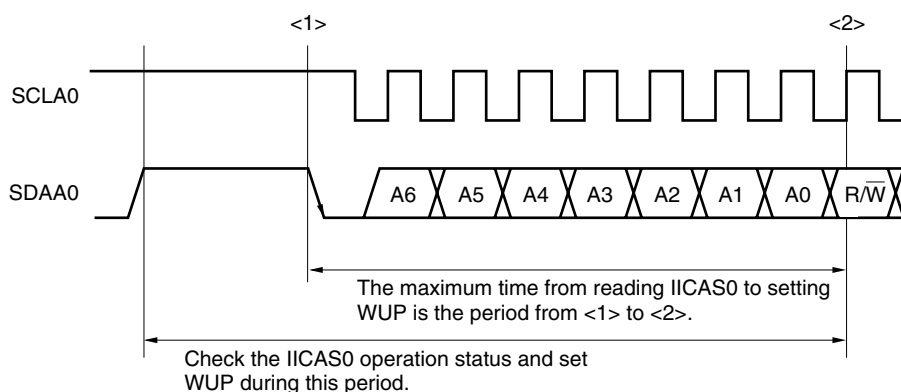 <1> <2>
SCLA0
SDAA0 A6 A5 A4 A3 A2 A1 A0 R/W̅
The maximum time from reading IICAS0 to setting
WUP is the period from <1> to <2>.
Check the IICAS0 operation status and set
WUP during this period.